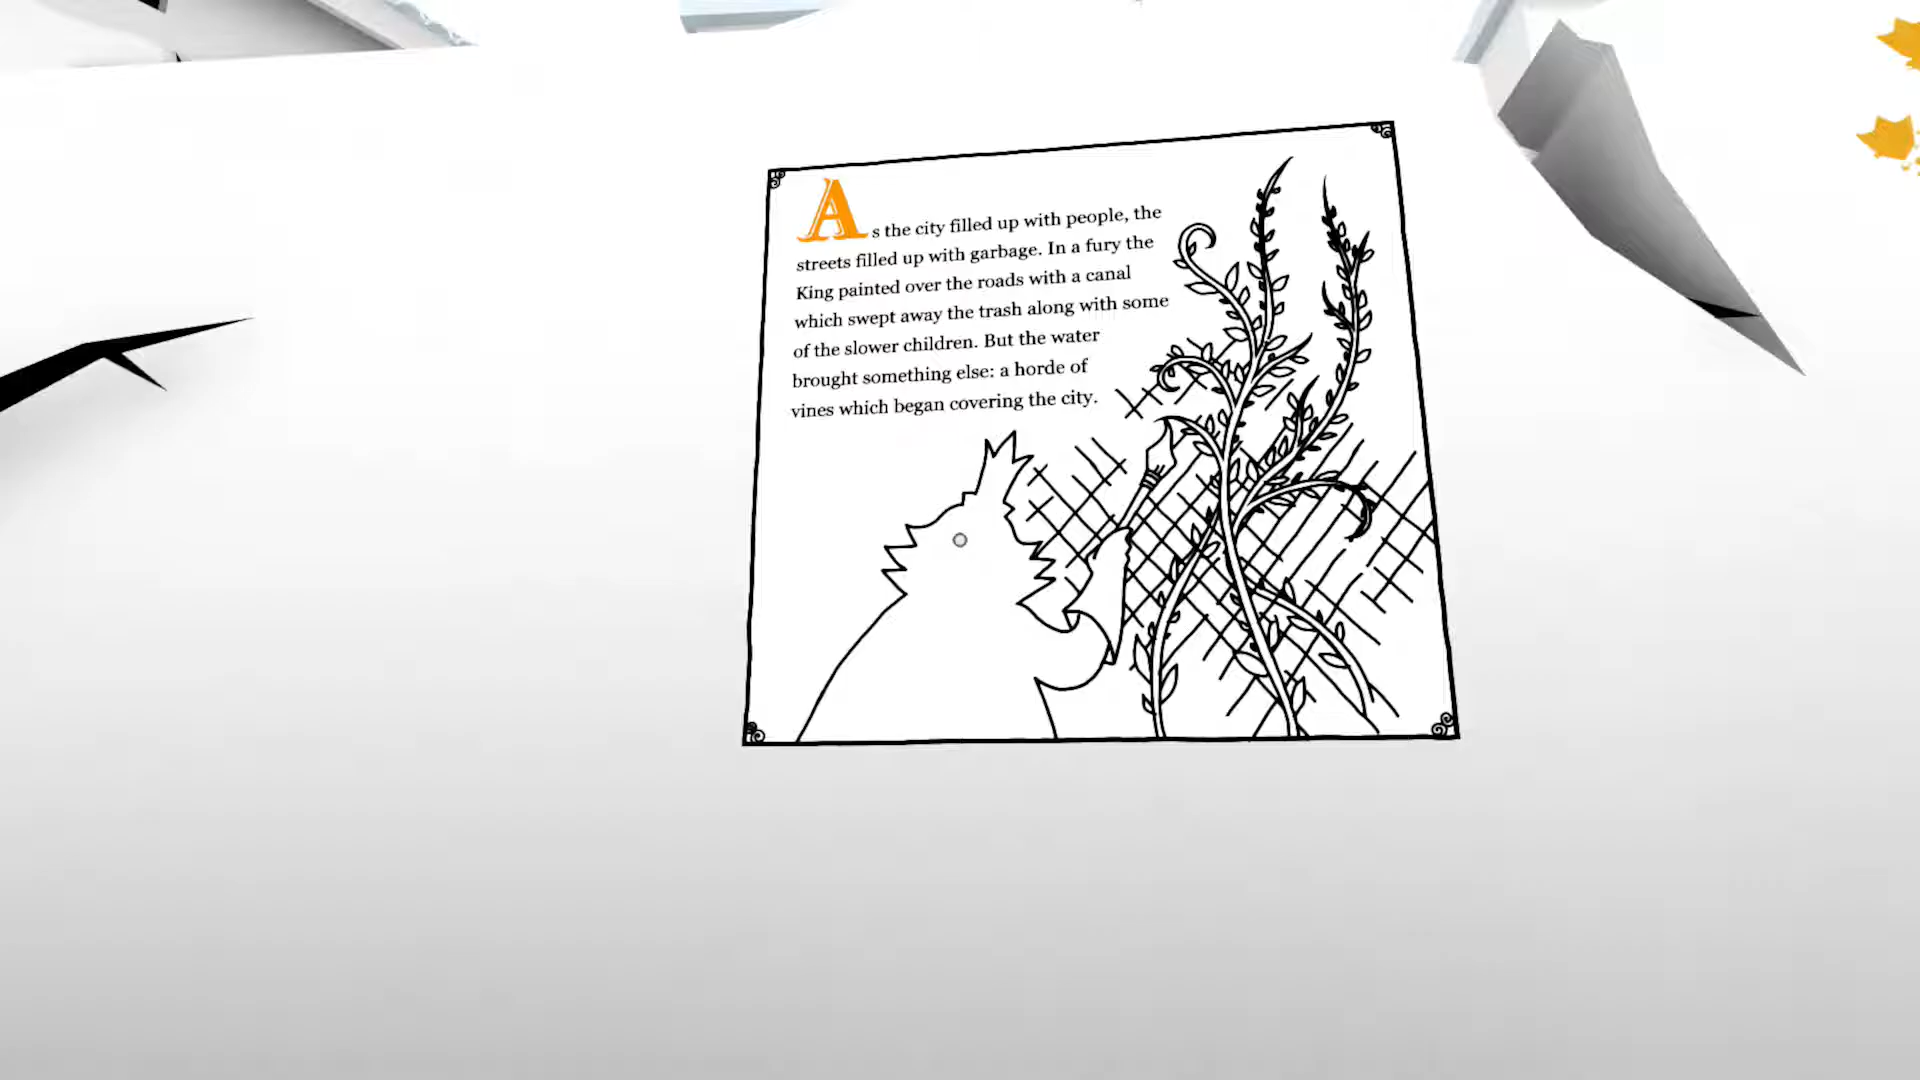 As the city filled up with people, the
streets filled up with garbage. In a fury the
King painted over the roads with a canal
which swept away the trash along with some
of the slower children. But the water
brought something else: a horde of
vines which began covering the city.